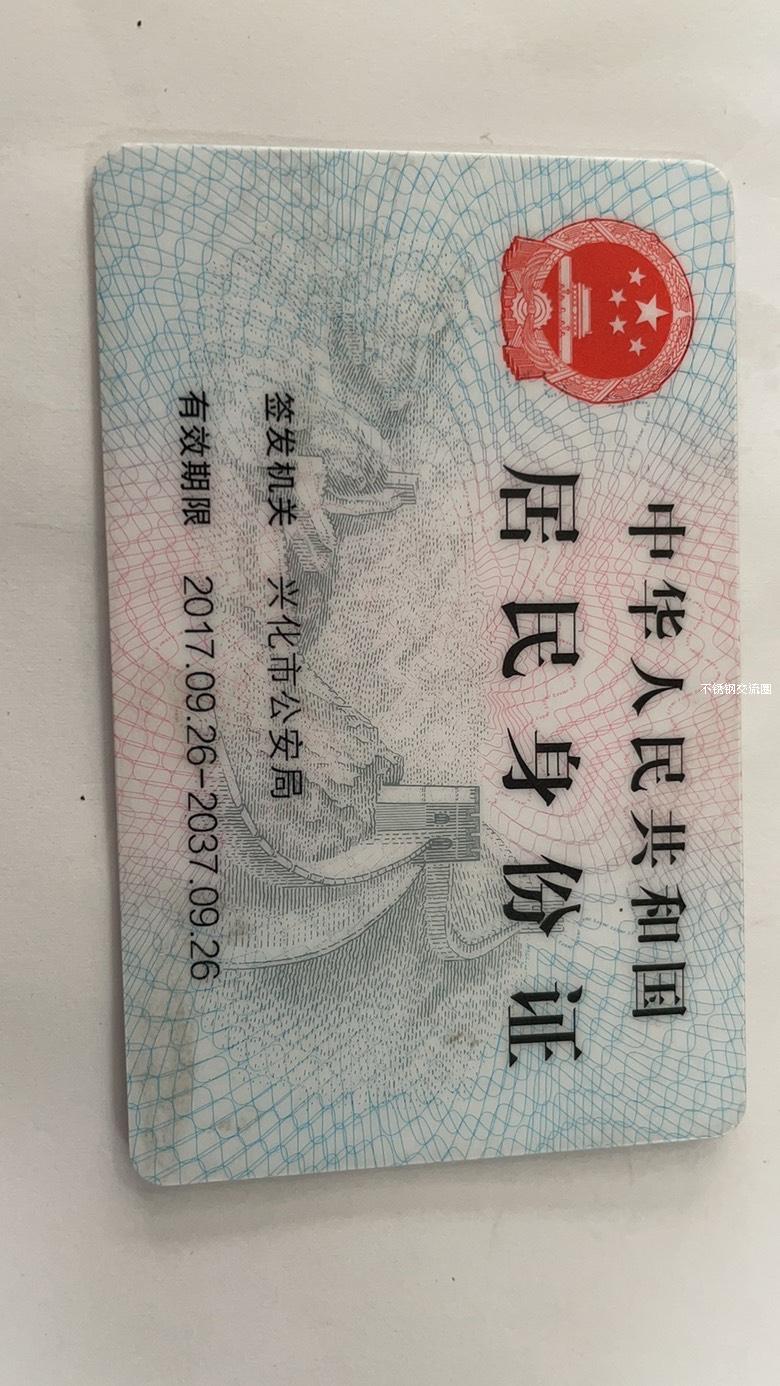 中华人民共和国
居民身份证
签发机关 兴化市公安局
有效期限 2017.09.26-2037.09.26
不锈钢交流圈